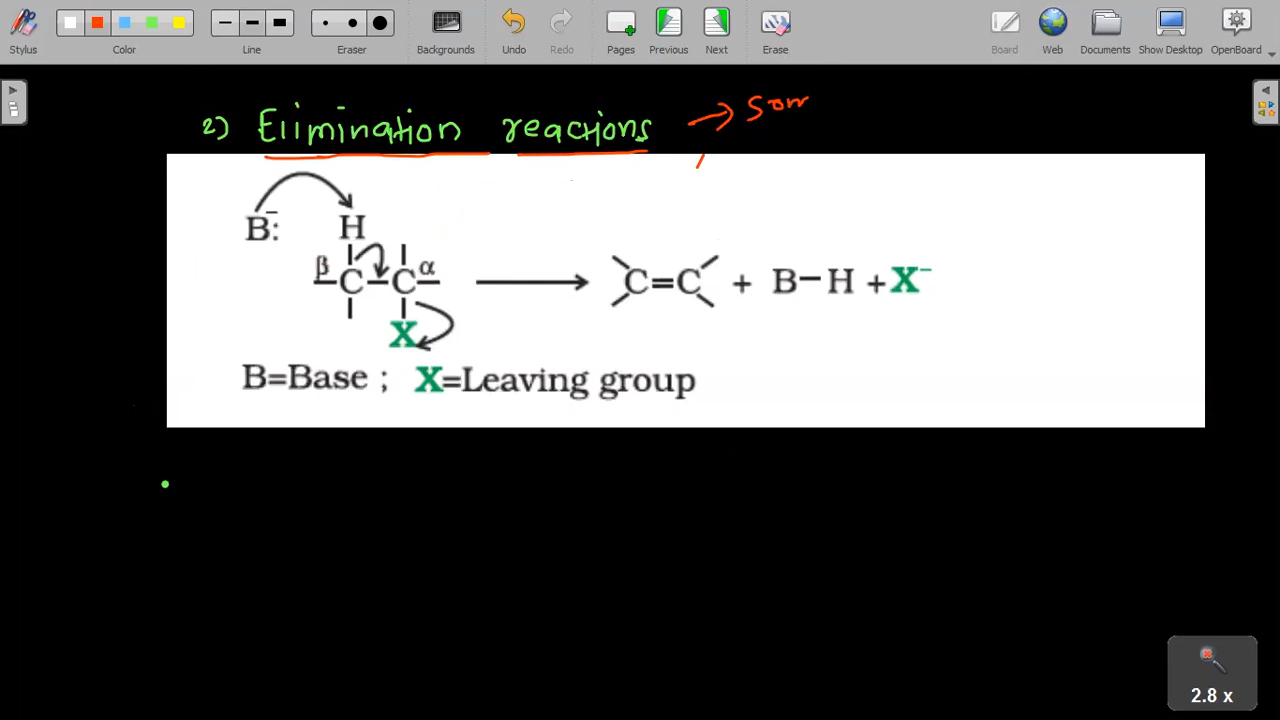 Stylus Color Line Eraser Backgrounds Undo Redo Pages Previous Next Erase Board Web Documents Show Desktop OpenBoard
2) Elimination reactions → Som
B̄: H
β C C α
X
C=C + B−H + X⁻
B=Base ; X=Leaving group
2.8 x